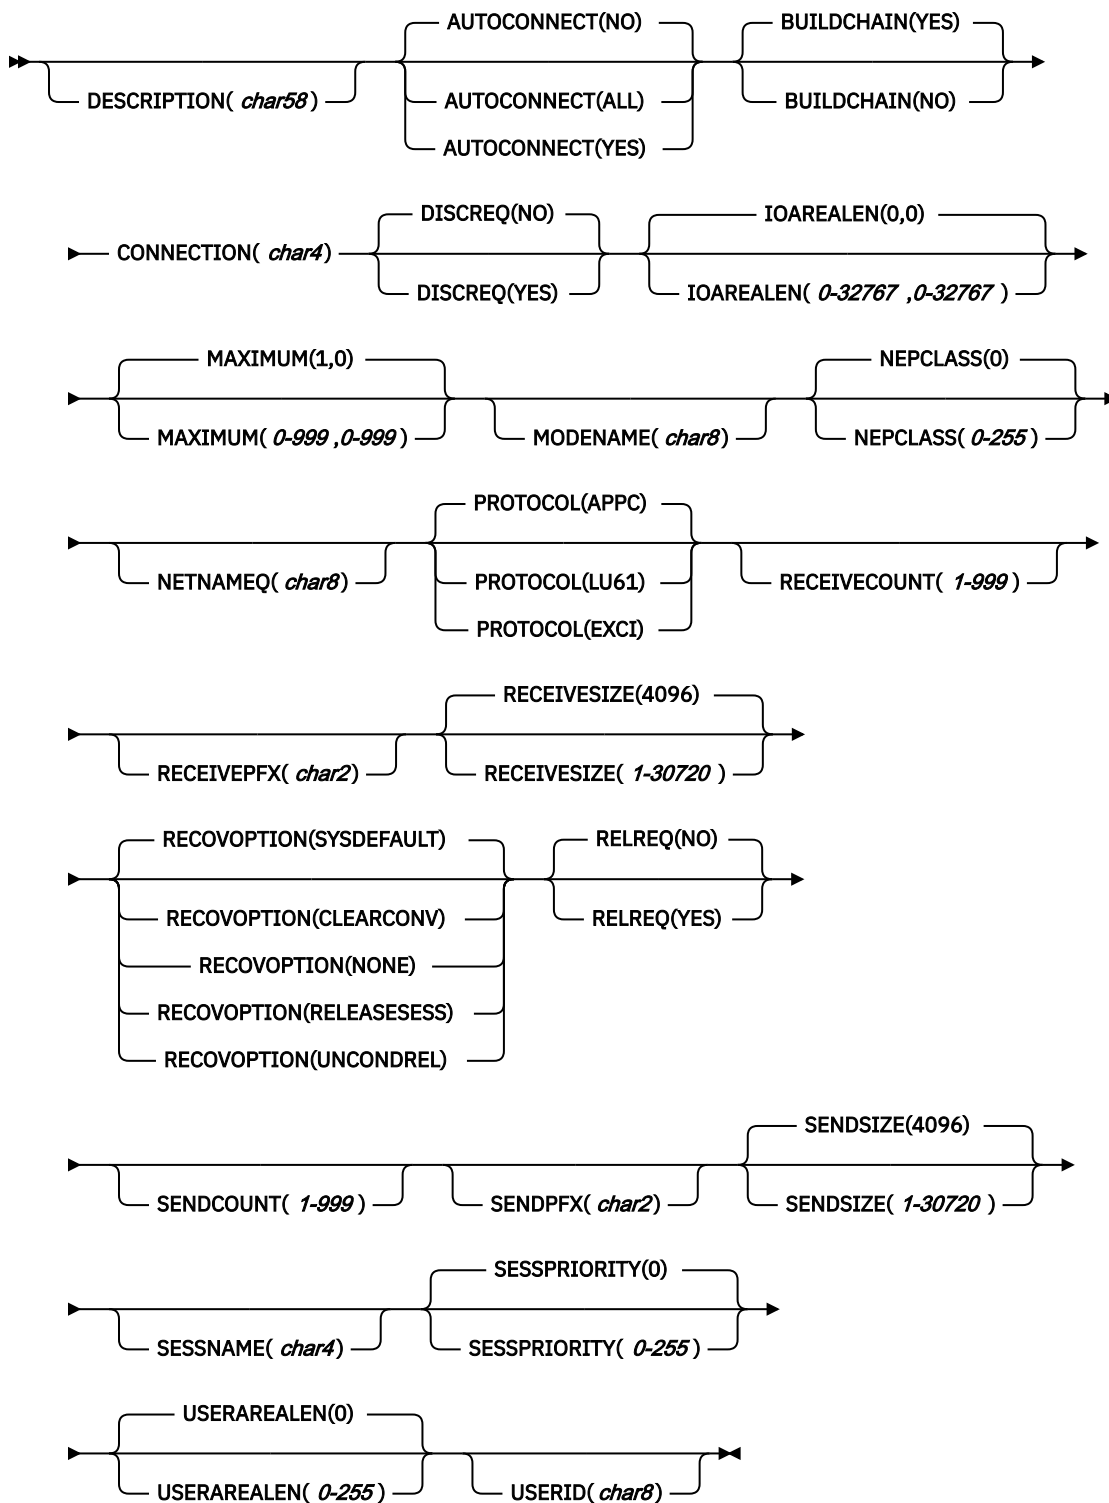 AUTOCONNECT(NO) BUILDCHAIN(YES)
DESCRIPTION( char58 ) AUTOCONNECT(ALL) BUILDCHAIN(NO)
AUTOCONNECT(YES)
DISCREQ(NO) IOAREALEN(0,0)
CONNECTION( char4)
DISCREQ(YES) IOAREALEN( 0-32767 ,0-32767 )
MAXIMUM(1,0) NEPCLASS(0)
MAXIMUM( 0-999 ,0-999 ) MODENAME( char8) NEPCLASS( 0-255 )
PROTOCOL(APPC)
NETNAMEQ( char8) PROTOCOL(LU61) RECEIVECOUNT( 1-999 )
PROTOCOL(EXCI)
RECEIVESIZE(4096)
RECEIVEPFX( char2) RECEIVESIZE( 1-30720 )
RECOVOPTION(SYSDEFAULT) RELREQ(NO)
RECOVOPTION(CLEARCONV) RELREQ(YES)
RECOVOPTION(NONE)
RECOVOPTION(RELEASESESS)
RECOVOPTION(UNCONDREL)
SENDSIZE(4096)
SENDCOUNT( 1-999 ) SENDPFX( char2) SENDSIZE( 1-30720 )
SESSPRIORITY(0)
SESSNAME( char4) SESSPRIORITY( 0-255 )
USERAREALEN(0)
USERAREALEN( 0-255 ) USERID( char8)